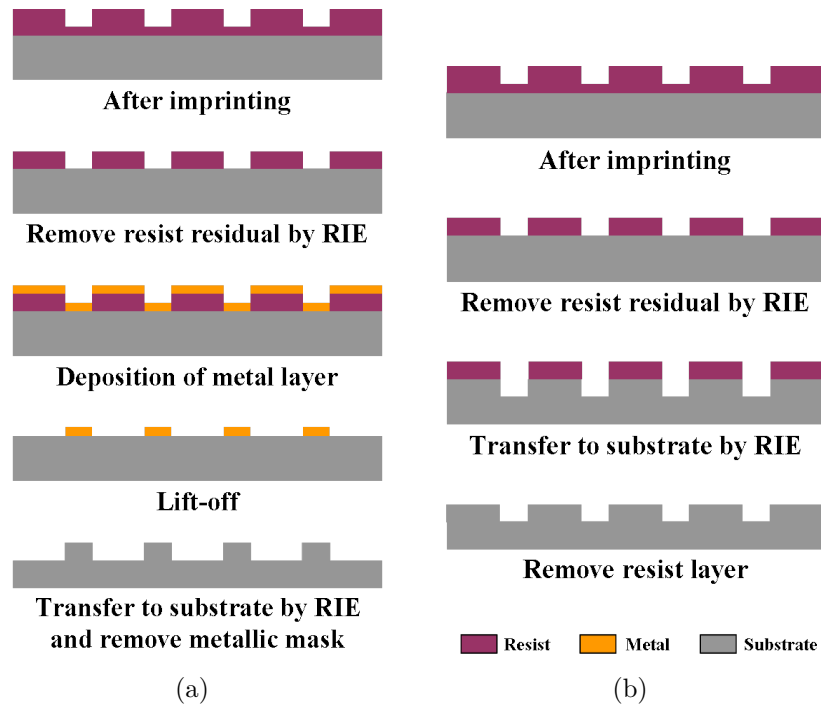 After imprinting
Remove resist residual by RIE
Deposition of metal layer
Lift-off
Transfer to substrate by RIE
and remove metallic mask
(a)
After imprinting
Remove resist residual by RIE
Transfer to substrate by RIE
Remove resist layer
Resist
Metal
Substrate
(b)